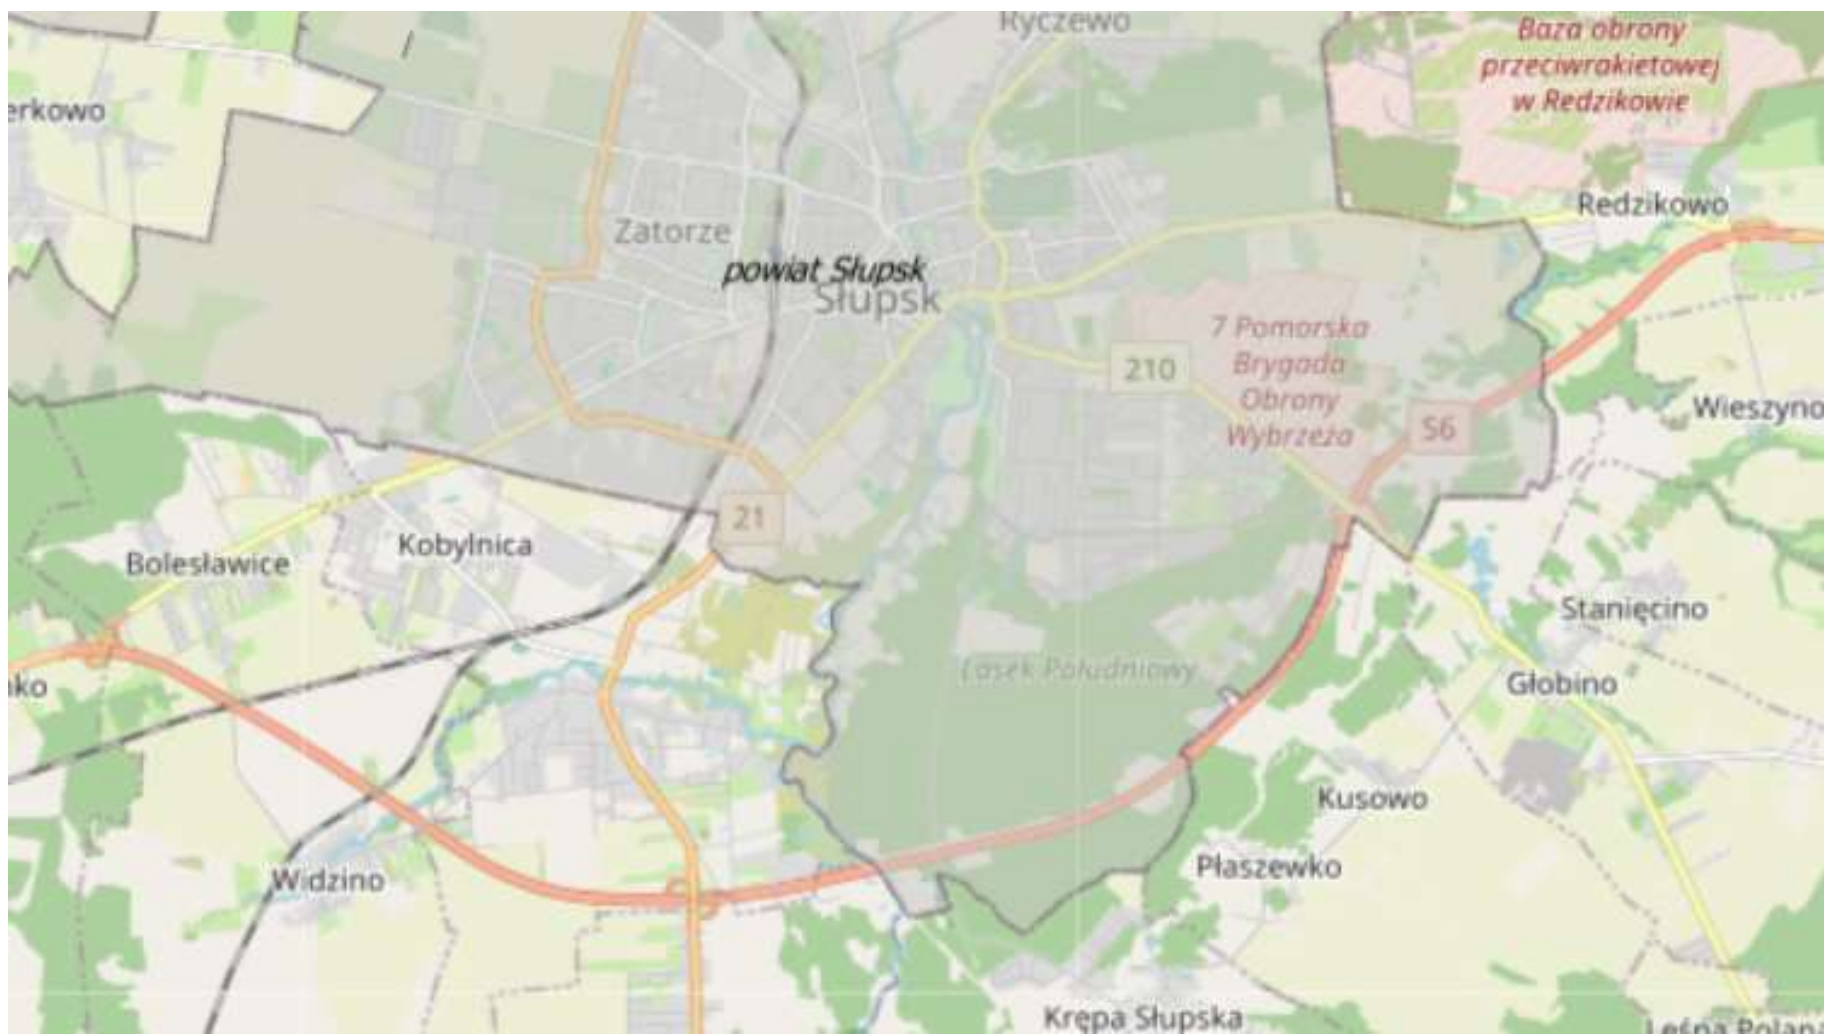 Ryczewo
Baza obrony
przeciwrakietowej
w Redzikowie
erkowo
Redzikowo
Zatorze
powiat Słupsk
Słupsk
7 Pomorska
Brygada
Obrony
Wybrzeża
210
S6
Wieszyno
21
Kobylnica
Bolesławice
Stanięcino
Lasek Południowy
Głobino
ko
Kusowo
Płaszewko
Widzino
Krępa Słupska
Leśna Polana